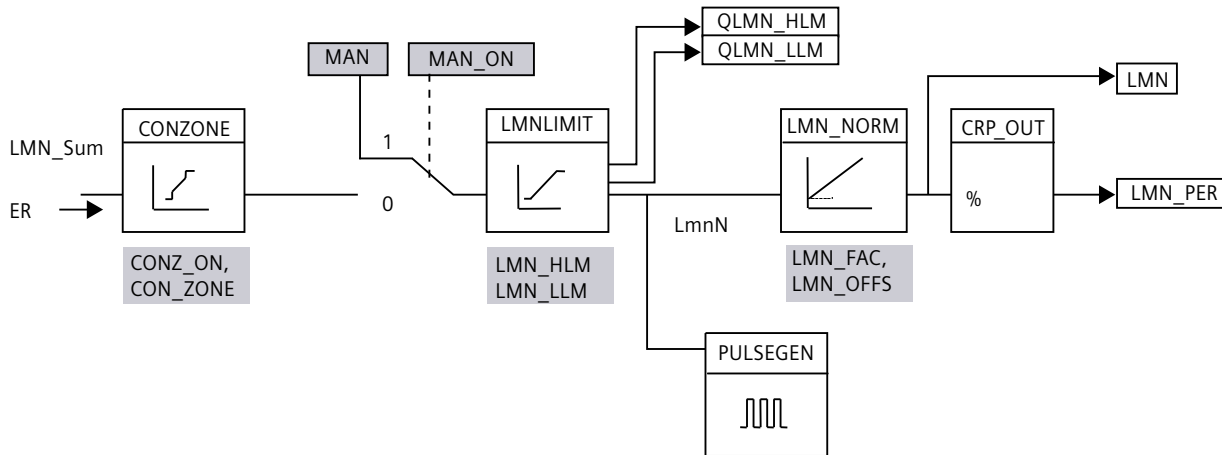 QLMN_HLM
QLMN_LLM
MAN
MAN_ON
LMN
CONZONE
LMNLIMIT
LMN_NORM
CRP_OUT
LMN_Sum
1
ER
0
LmnN
%
LMN_PER
CONZ_ON,
CON_ZONE
LMN_HLM
LMN_LLM
LMN_FAC,
LMN_OFFS
PULSEGEN